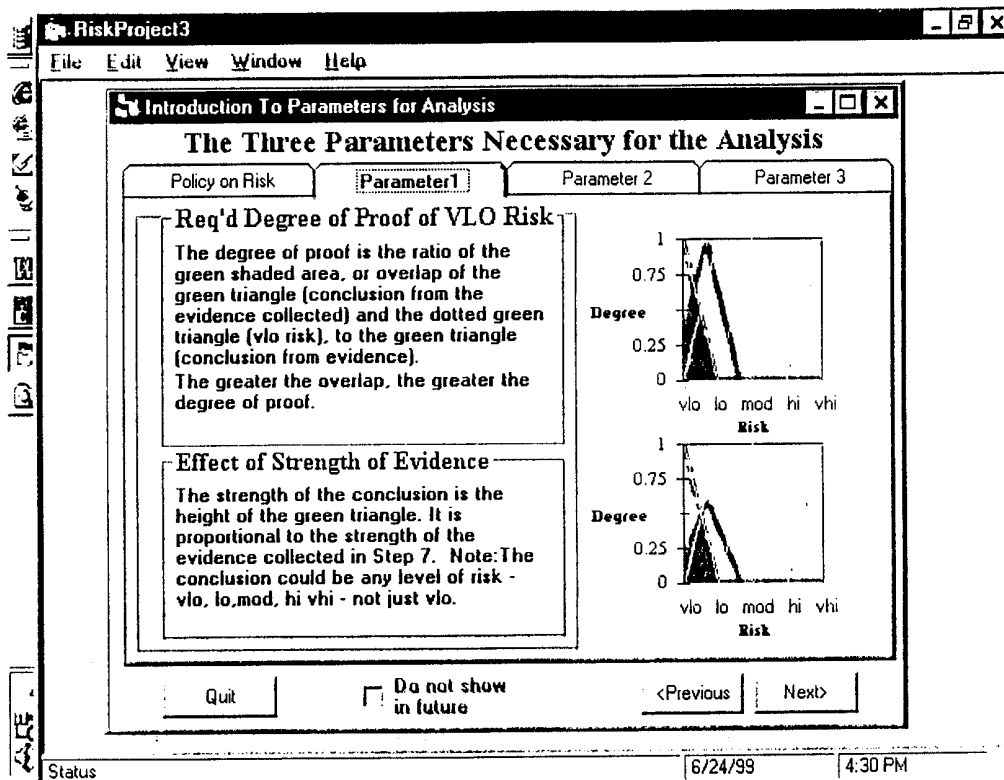 RiskProject3
File Edit View Window Help
Introduction To Parameters for Analysis
The Three Parameters Necessary for the Analysis
Policy on Risk
Parameter1
Parameter 2
Parameter 3
Req'd Degree of Proof of VLO Risk
The degree of proof is the ratio of the
green shaded area, or overlap of the
green triangle (conclusion from the
evidence collected) and the dotted green
triangle (vlo risk), to the green triangle
(conclusion from evidence).
The greater the overlap, the greater the
degree of proof.
1
0.75
Degree
0.25
0
vlo lo mod hi vhi
Risk
Effect of Strength of Evidence
The strength of the conclusion is the
height of the green triangle. It is
proportional to the strength of the
evidence collected in Step 7. Note:The
conclusion could be any level of risk -
vlo, lo,mod, hi vhi - not just vlo.
1
0.75
Degree
0.25
0
vlo lo mod hi vhi
Risk
Quit
Do not show
in future
<Previous
Next>
Status
6/24/99
4:30 PM